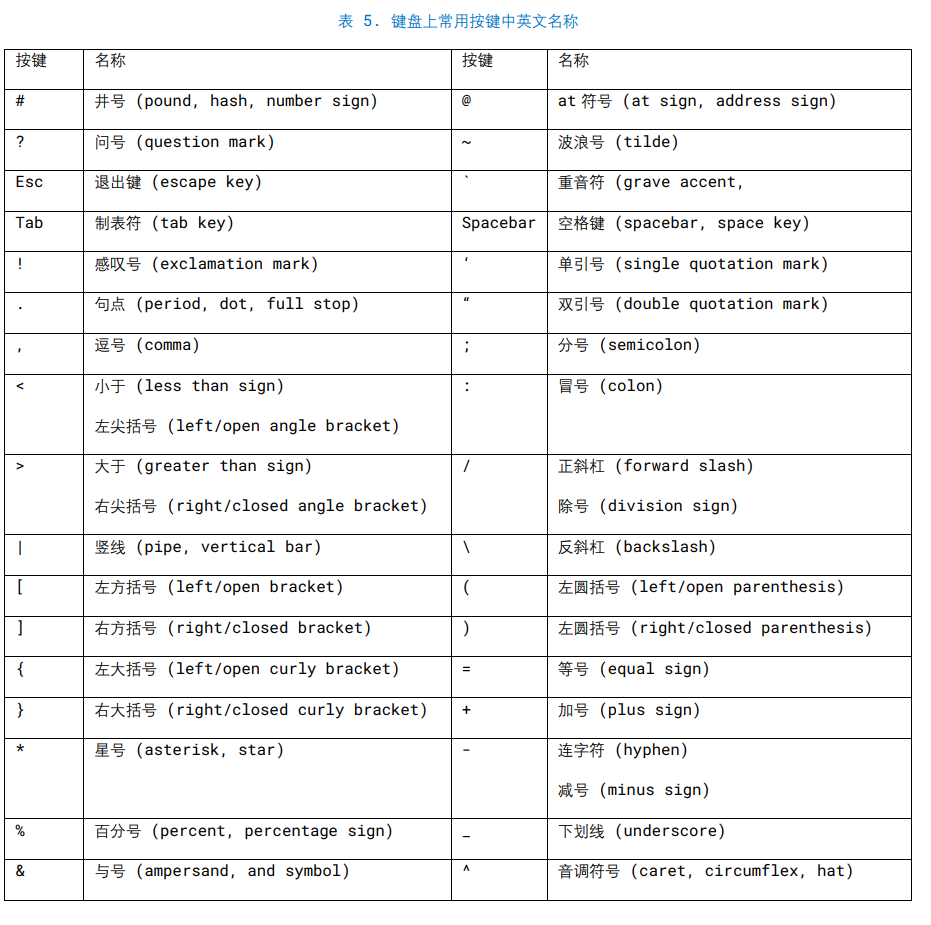 表 5. 键盘上常用按键中英文名称
按键 名称 按键 名称
# 井号 (pound, hash, number sign) @ at 符号 (at sign, address sign)
? 问号 (question mark) ~ 波浪号 (tilde)
Esc 退出键 (escape key) ` 重音符 (grave accent,
Tab 制表符 (tab key) Spacebar 空格键 (spacebar, space key)
! 感叹号 (exclamation mark) ‘ 单引号 (single quotation mark)
. 句点 (period, dot, full stop) “ 双引号 (double quotation mark)
, 逗号 (comma) ; 分号 (semicolon)
< 小于 (less than sign) : 冒号 (colon)
左尖括号 (left/open angle bracket)
> 大于 (greater than sign) / 正斜杠 (forward slash)
右尖括号 (right/closed angle bracket) 除号 (division sign)
| 竖线 (pipe, vertical bar) \ 反斜杠 (backslash)
[ 左方括号 (left/open bracket) ( 左圆括号 (left/open parenthesis)
] 右方括号 (right/closed bracket) ) 左圆括号 (right/closed parenthesis)
{ 左大括号 (left/open curly bracket) = 等号 (equal sign)
} 右大括号 (right/closed curly bracket) + 加号 (plus sign)
* 星号 (asterisk, star) - 连字符 (hyphen)
减号 (minus sign)
% 百分号 (percent, percentage sign) _ 下划线 (underscore)
& 与号 (ampersand, and symbol) ^ 音调符号 (caret, circumflex, hat)